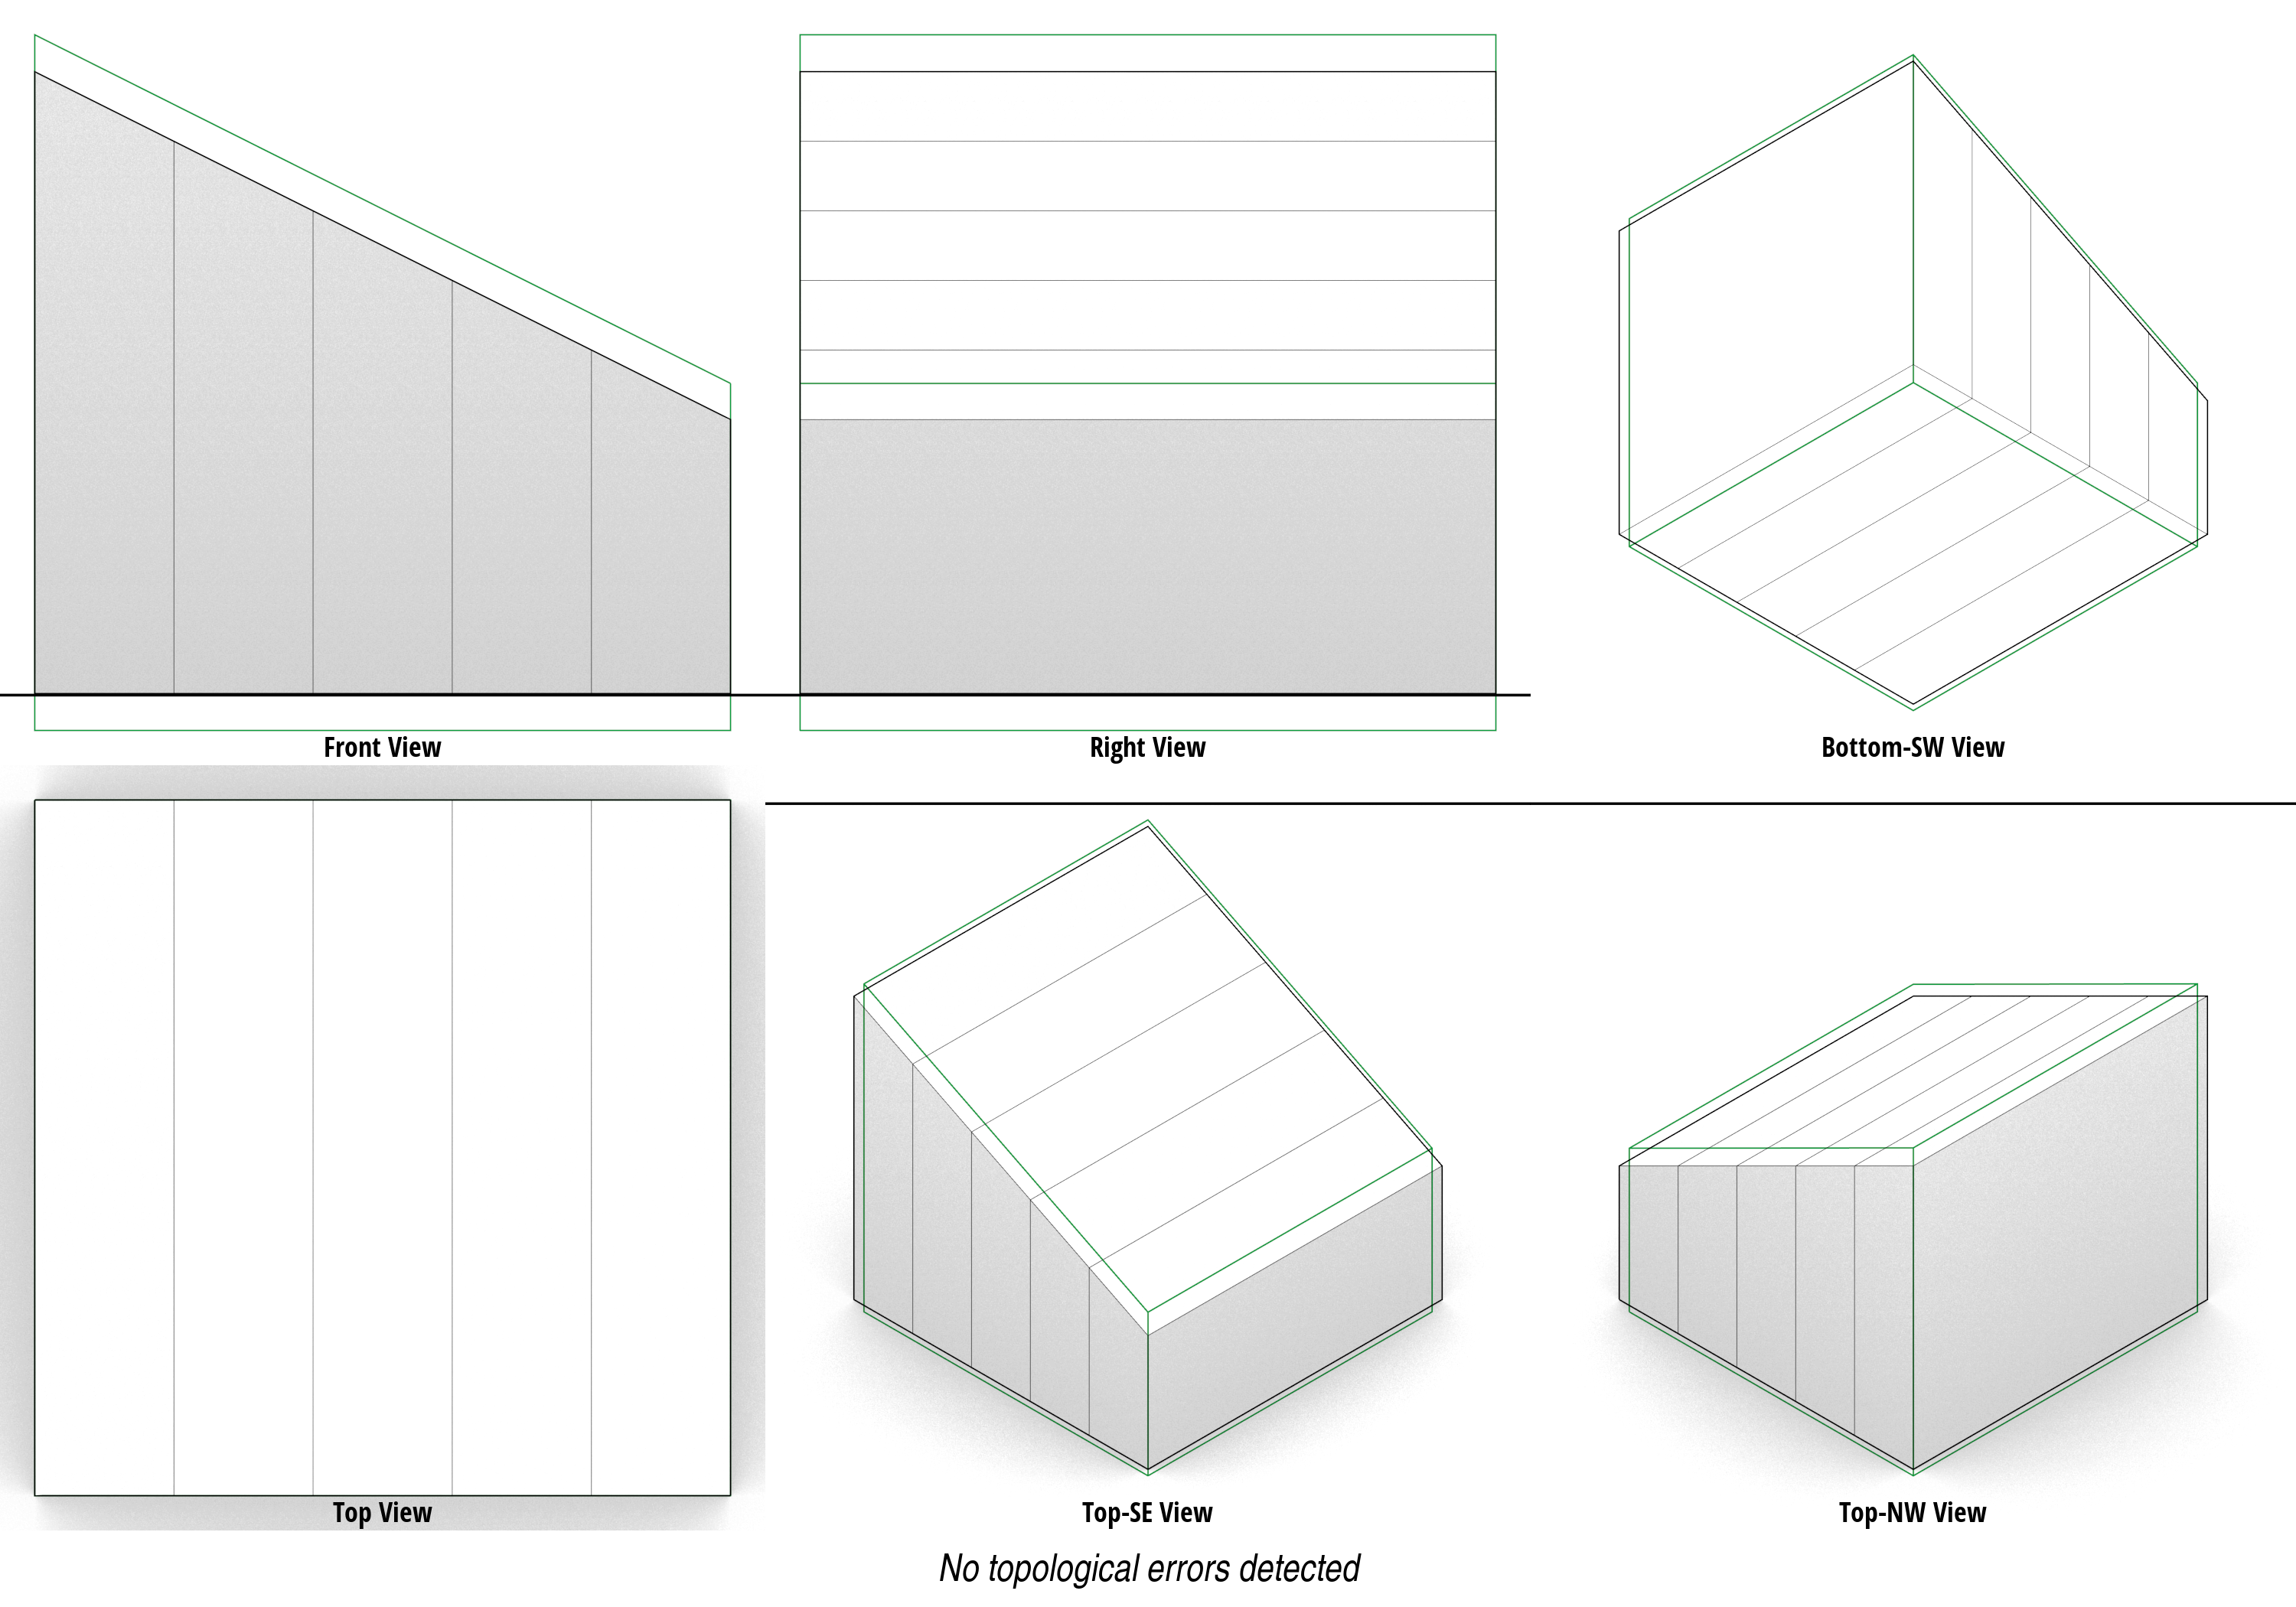 Front View
Right View
Bottom-SW View
Top View
Top-SE View
Top-NW View
No topological errors detected